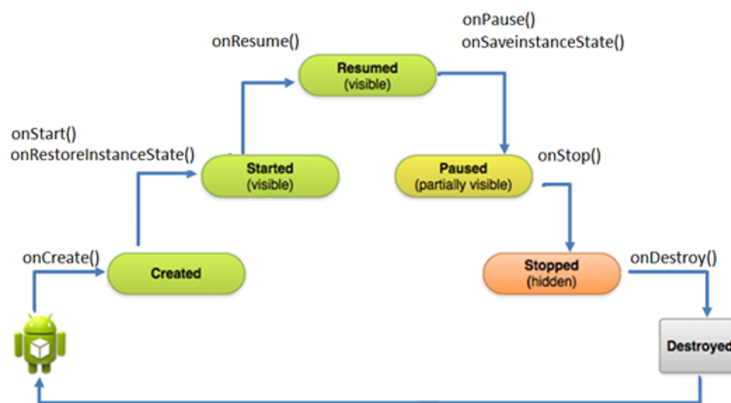 onPause()
onResume()
onSaveinstanceState()
Resumed
(visible)
onStart()
onRestoreInstanceState()
onStop()
Started
(visible)
Paused
(partially visible)
onCreate()
Created
Stopped
(hidden)
onDestroy()
Destroyed